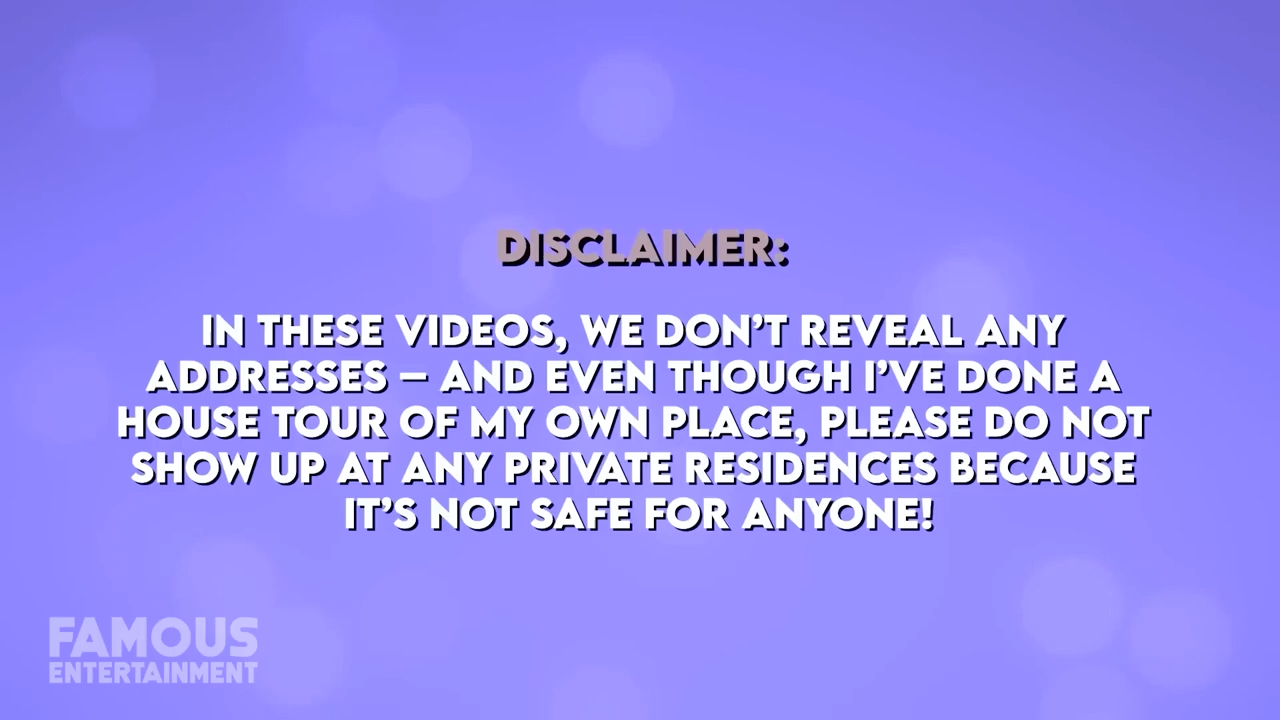 DISCLAIMER:
IN THESE VIDEOS, WE DON’T REVEAL ANY
ADDRESSES – AND EVEN THOUGH I’VE DONE A
HOUSE TOUR OF MY OWN PLACE, PLEASE DO NOT
SHOW UP AT ANY PRIVATE RESIDENCES BECAUSE
IT’S NOT SAFE FOR ANYONE!
FAMOUS
ENTERTAINMENT